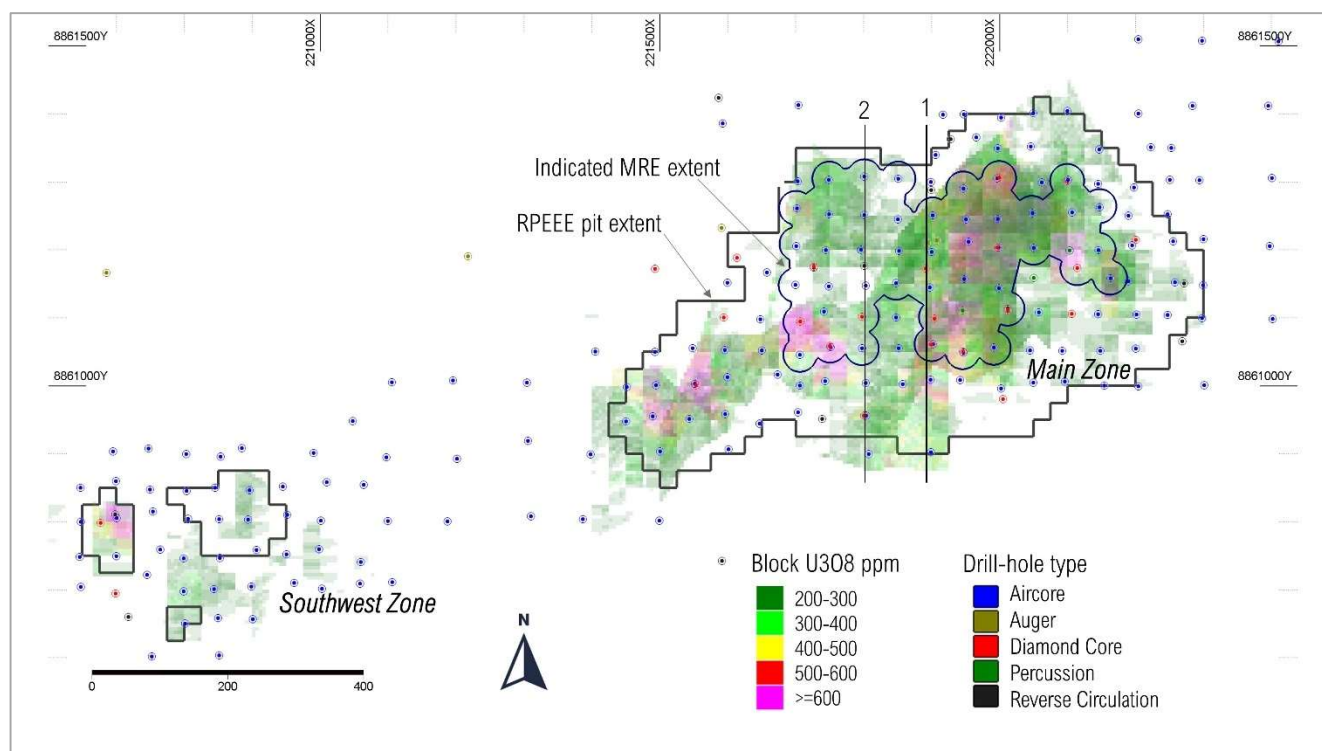 221000X
221500X
222000X
8861500Y
8861500Y
2
1
Indicated MRE extent
RPEEE pit extent
8861000Y
8861000Y
Main Zone
Southwest Zone
N
0
200
400
Block U3O8 ppm
200-300
300-400
400-500
500-600
>=600
Drill-hole type
Aircore
Auger
Diamond Core
Percussion
Reverse Circulation